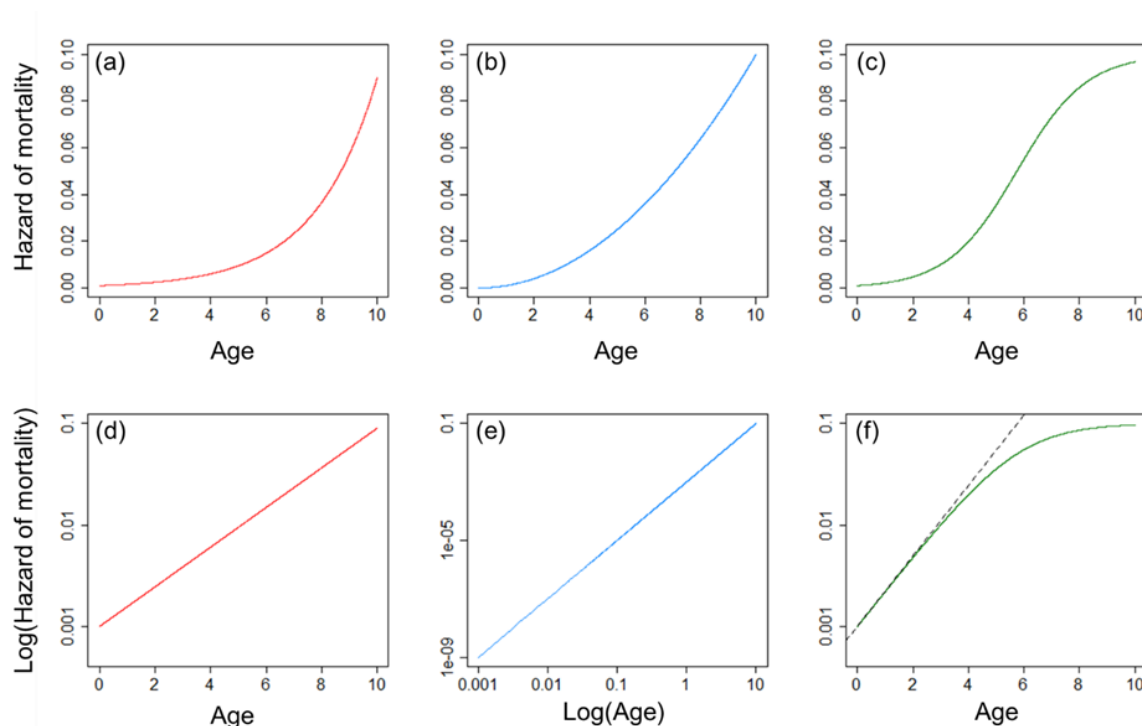 Hazard of mortality
(a)
0.10
0.08
0.06
0.04
0.02
0.00
0 2 4 6 8 10
Age
(b)
0.10
0.08
0.06
0.04
0.02
0.00
0 2 4 6 8 10
Age
(c)
0.10
0.08
0.06
0.04
0.02
0.00
0 2 4 6 8 10
Age
Log(Hazard of mortality)
(d)
0.1
0.01
0.001
0 2 4 6 8 10
Age
(e)
0.1
1e-05
1e-09
0.001 0.01 0.1 1 10
Log(Age)
(f)
0.1
0.01
0.001
0 2 4 6 8 10
Age